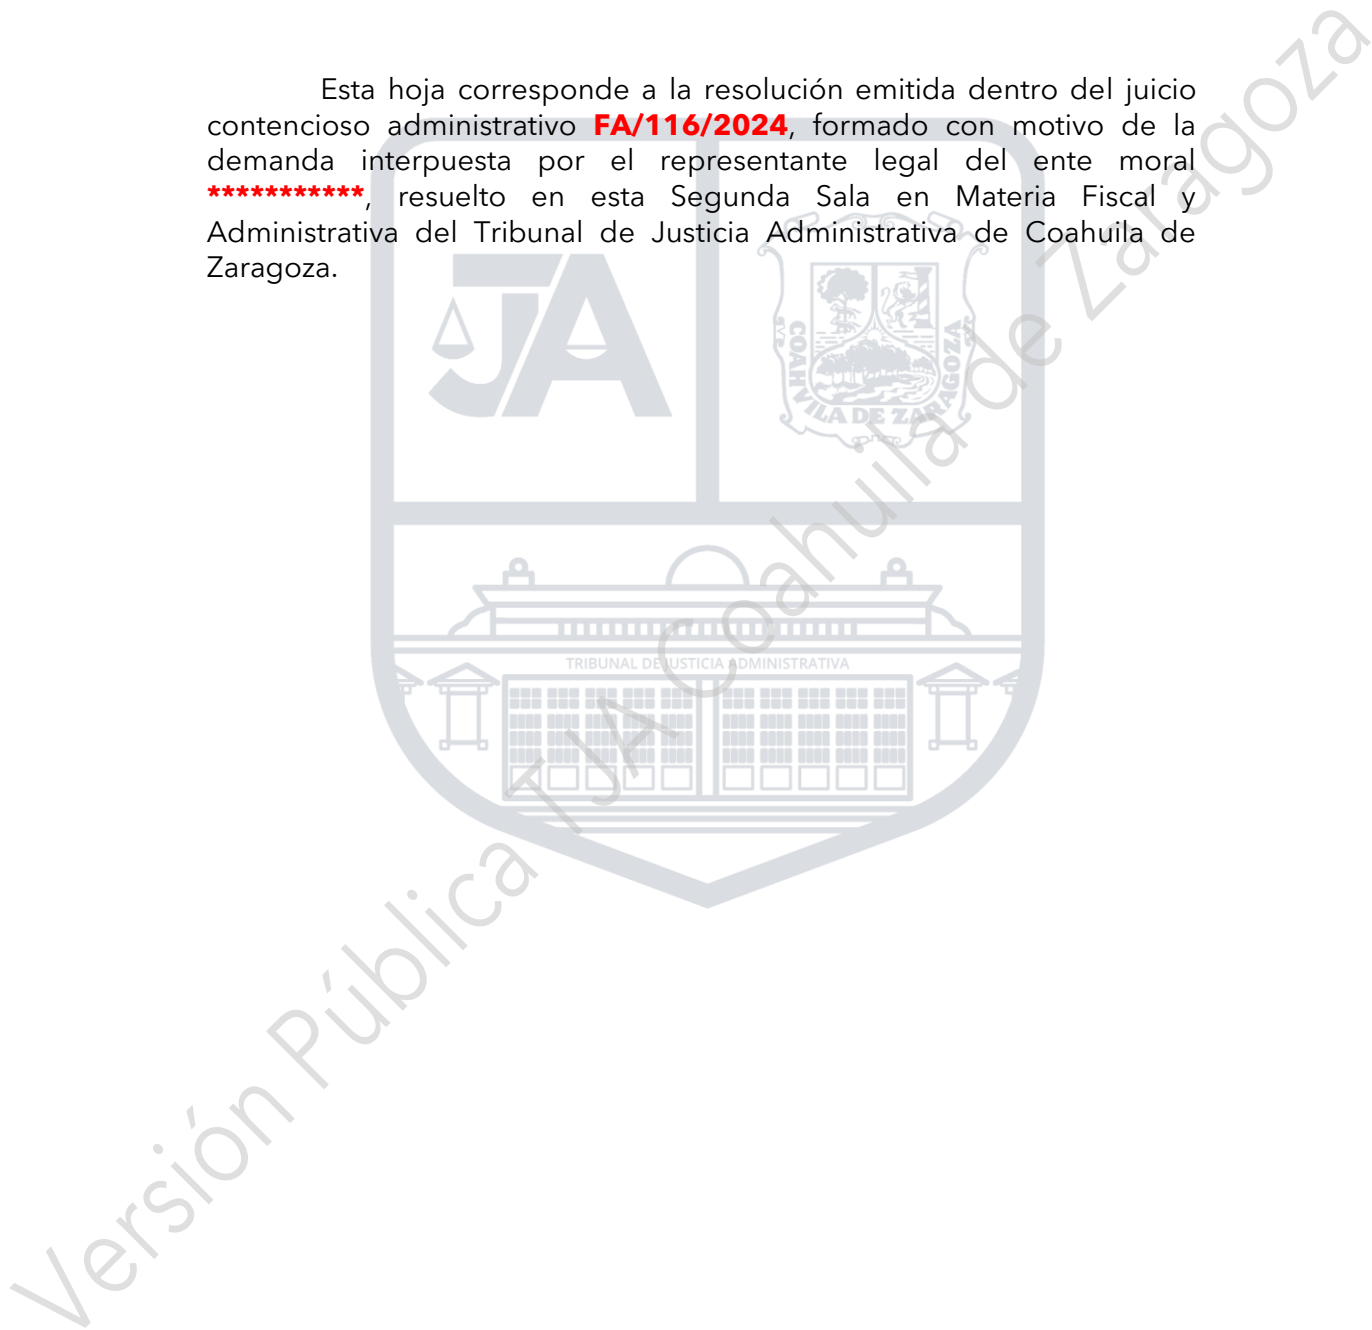 Esta hoja corresponde a la resolución emitida dentro del juicio
contencioso administrativo FA/116/2024, formado con motivo de la
demanda interpuesta por el representante legal del ente moral
***********, resuelto en esta Segunda Sala en Materia Fiscal y
Administrativa del Tribunal de Justicia Administrativa de Coahuila de
Zaragoza.
JA
COAHVILA DE ZARAGOZA
TRIBUNAL DE JUSTICIA ADMINISTRATIVA
Versión Pública TJA Coahuila de Zaragoza